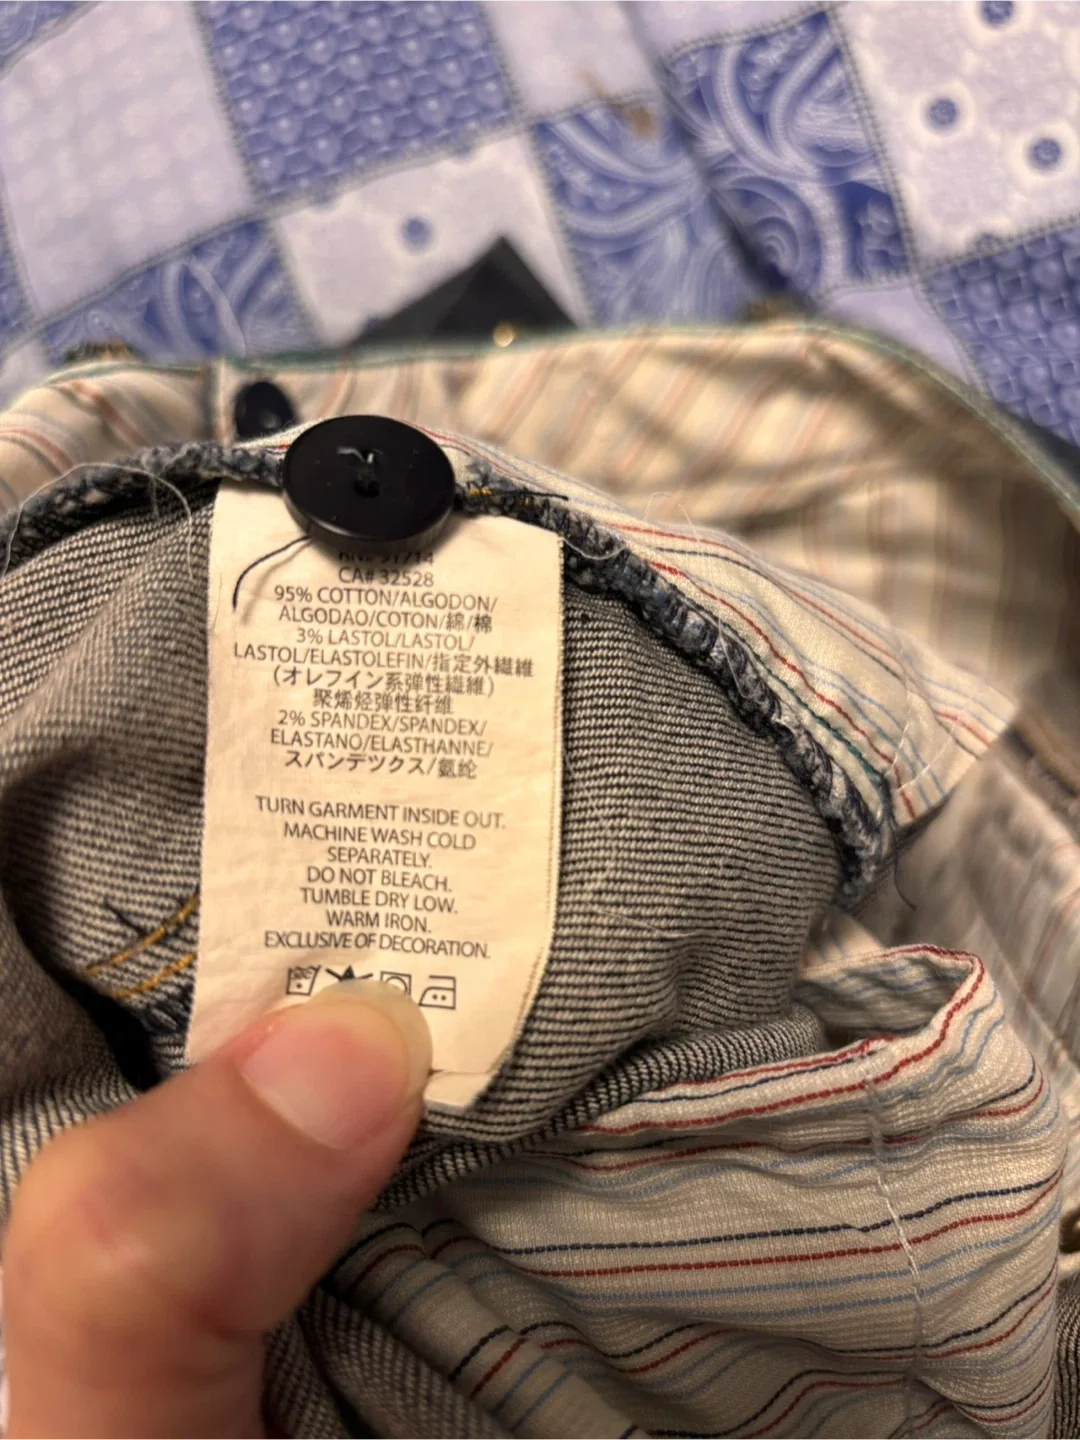 CA# 32528
95% COTTON/ALGODON/
ALGODAO/COTON/綿/棉
3% LASTOL/LASTOL/
LASTOL/ELASTOLEFIN/指定外繊維
(オレフイン系弾性繊維)
聚烯烃弹性纤维
2% SPANDEX/SPANDEX/
ELASTANO/ELASTHANNE/
スパンデツクス/氨纶
TURN GARMENT INSIDE OUT.
MACHINE WASH COLD
SEPARATELY.
DO NOT BLEACH.
TUMBLE DRY LOW.
WARM IRON.
EXCLUSIVE OF DECORATION.